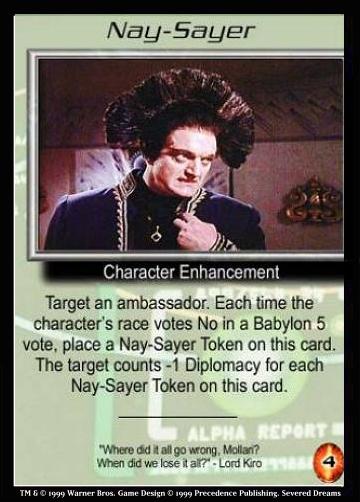 Nay-Sayer
Character Enhancement
Target an ambassador. Each time the
character's race votes No in a Babylon 5
vote, place a Nay-Sayer Token on this card.
The target counts -1 Diplomacy for each
Nay-Sayer Token on this card.
"Where did it all go wrong, Mollari?
When did we lose it all?" - Lord Kiro
ALPHA REPORT
4
TM & © 1999 Warner Bros. Game Design © 1999 Precedence Publishing. Severed Dreams